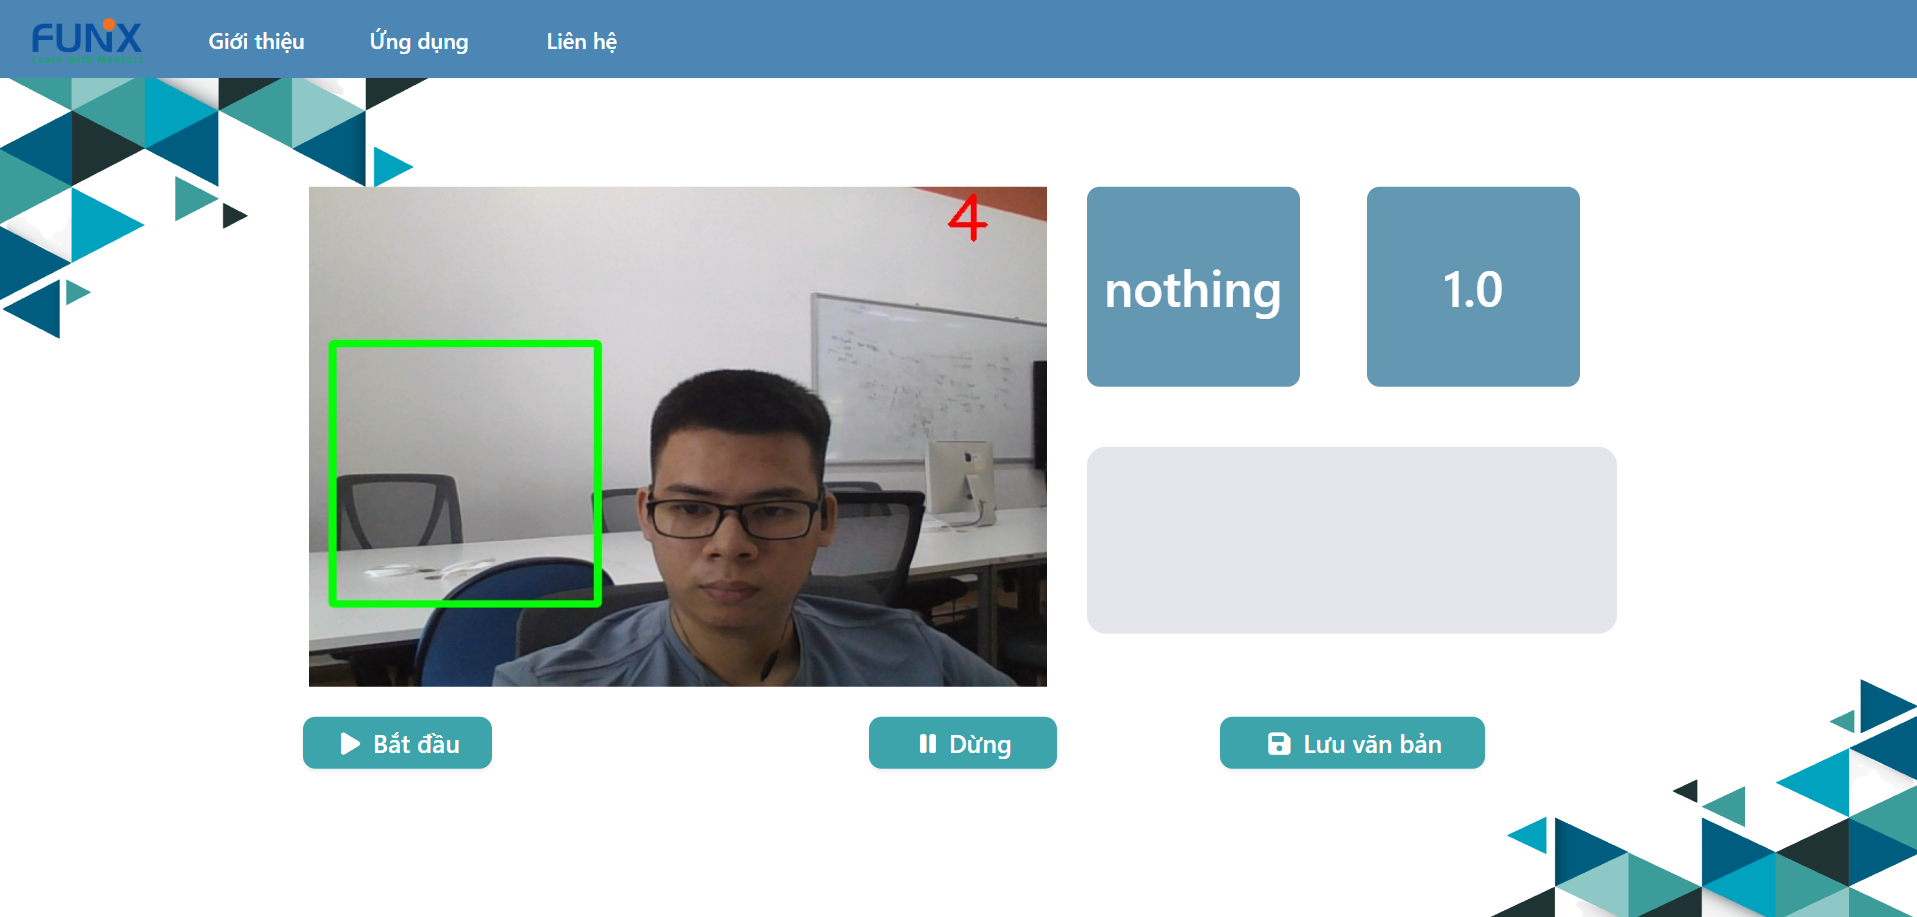 FUNiX
Learn with Mentors
Giới thiệu
Ứng dụng
Liên hệ
4
nothing
1.0
Bắt đầu
Dừng
Lưu văn bản